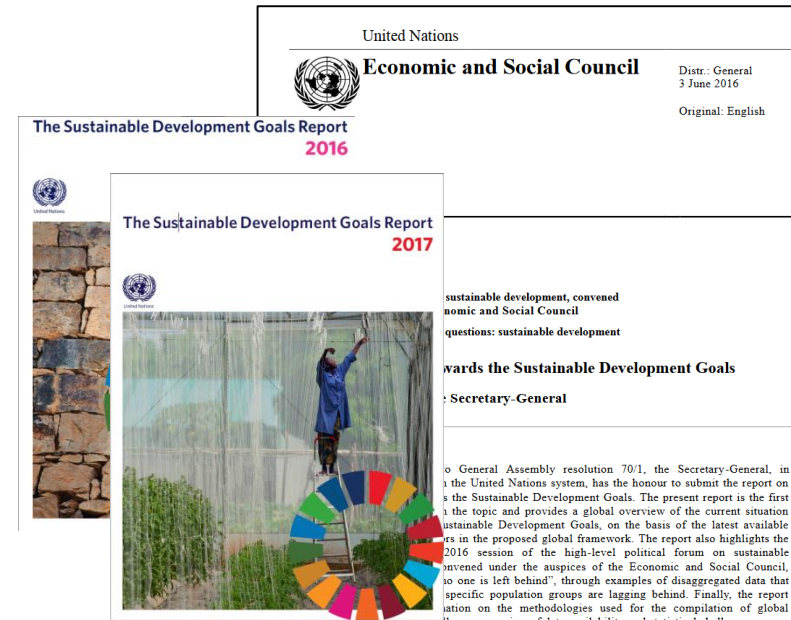 United Nations
Economic and Social Council
Distr.: General
3 June 2016
Original: English
The Sustainable Development Goals Report
2016
United Nations
The Sustainable Development Goals Report
2017
United Nations
sustainable development, convened
nomic and Social Council
questions: sustainable development
wards the Sustainable Development Goals
Secretary-General
o General Assembly resolution 70/1, the Secretary-General, in
the United Nations system, has the honour to submit the report on
s the Sustainable Development Goals. The present report is the first
the topic and provides a global overview of the current situation
ustainable Development Goals, on the basis of the latest available
rs in the proposed global framework. The report also highlights the
2016 session of the high-level political forum on sustainable
onvened under the auspices of the Economic and Social Council,
no one is left behind”, through examples of disaggregated data that
specific population groups are lagging behind. Finally, the report
ation on the methodologies used for the compilation of global